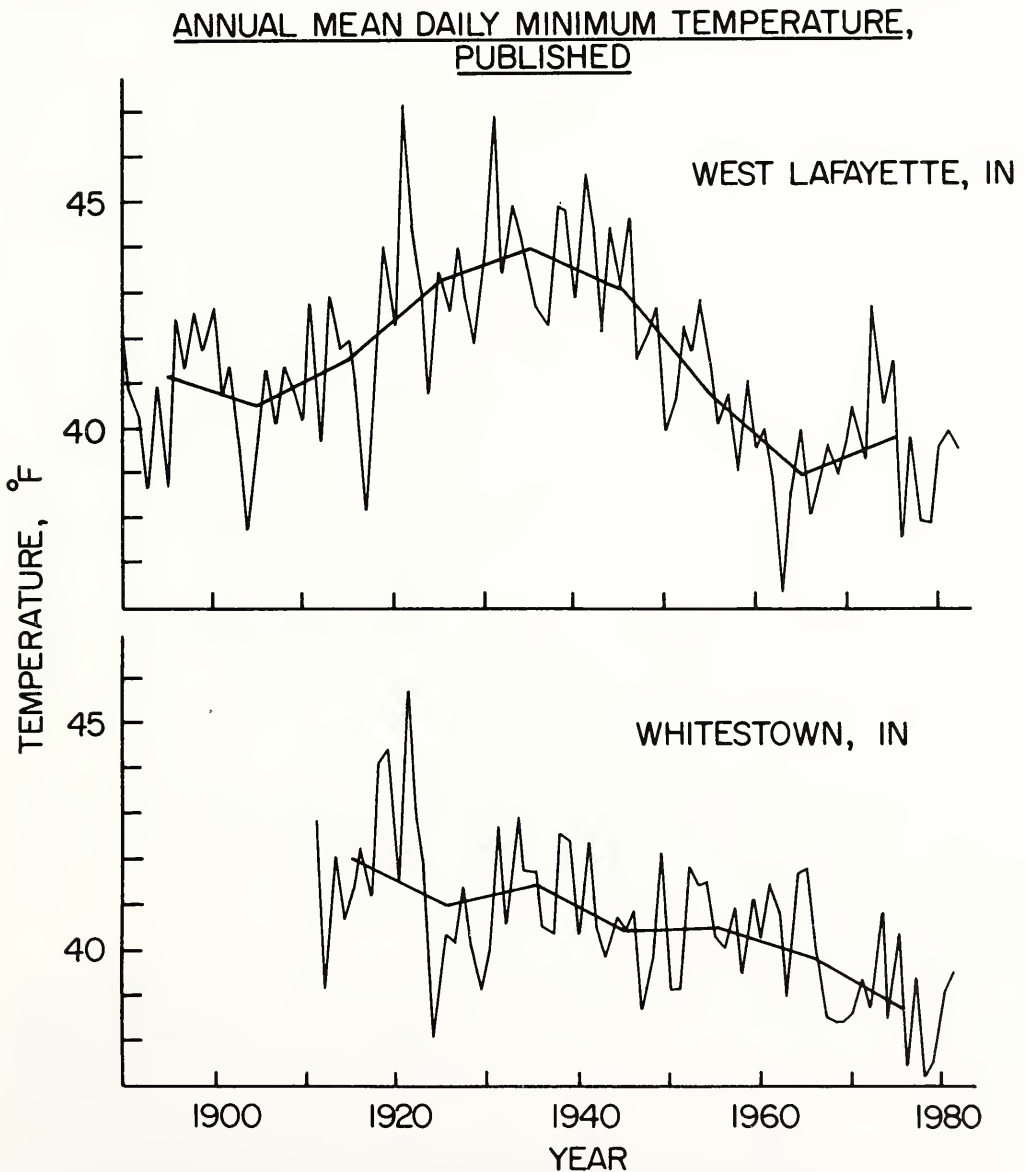 ANNUAL MEAN DAILY MINIMUM TEMPERATURE,
PUBLISHED
WEST LAFAYETTE, IN
45
40
TEMPERATURE, °F
WHITESTOWN, IN
45
40
1900 1920 1940 1960 1980
YEAR